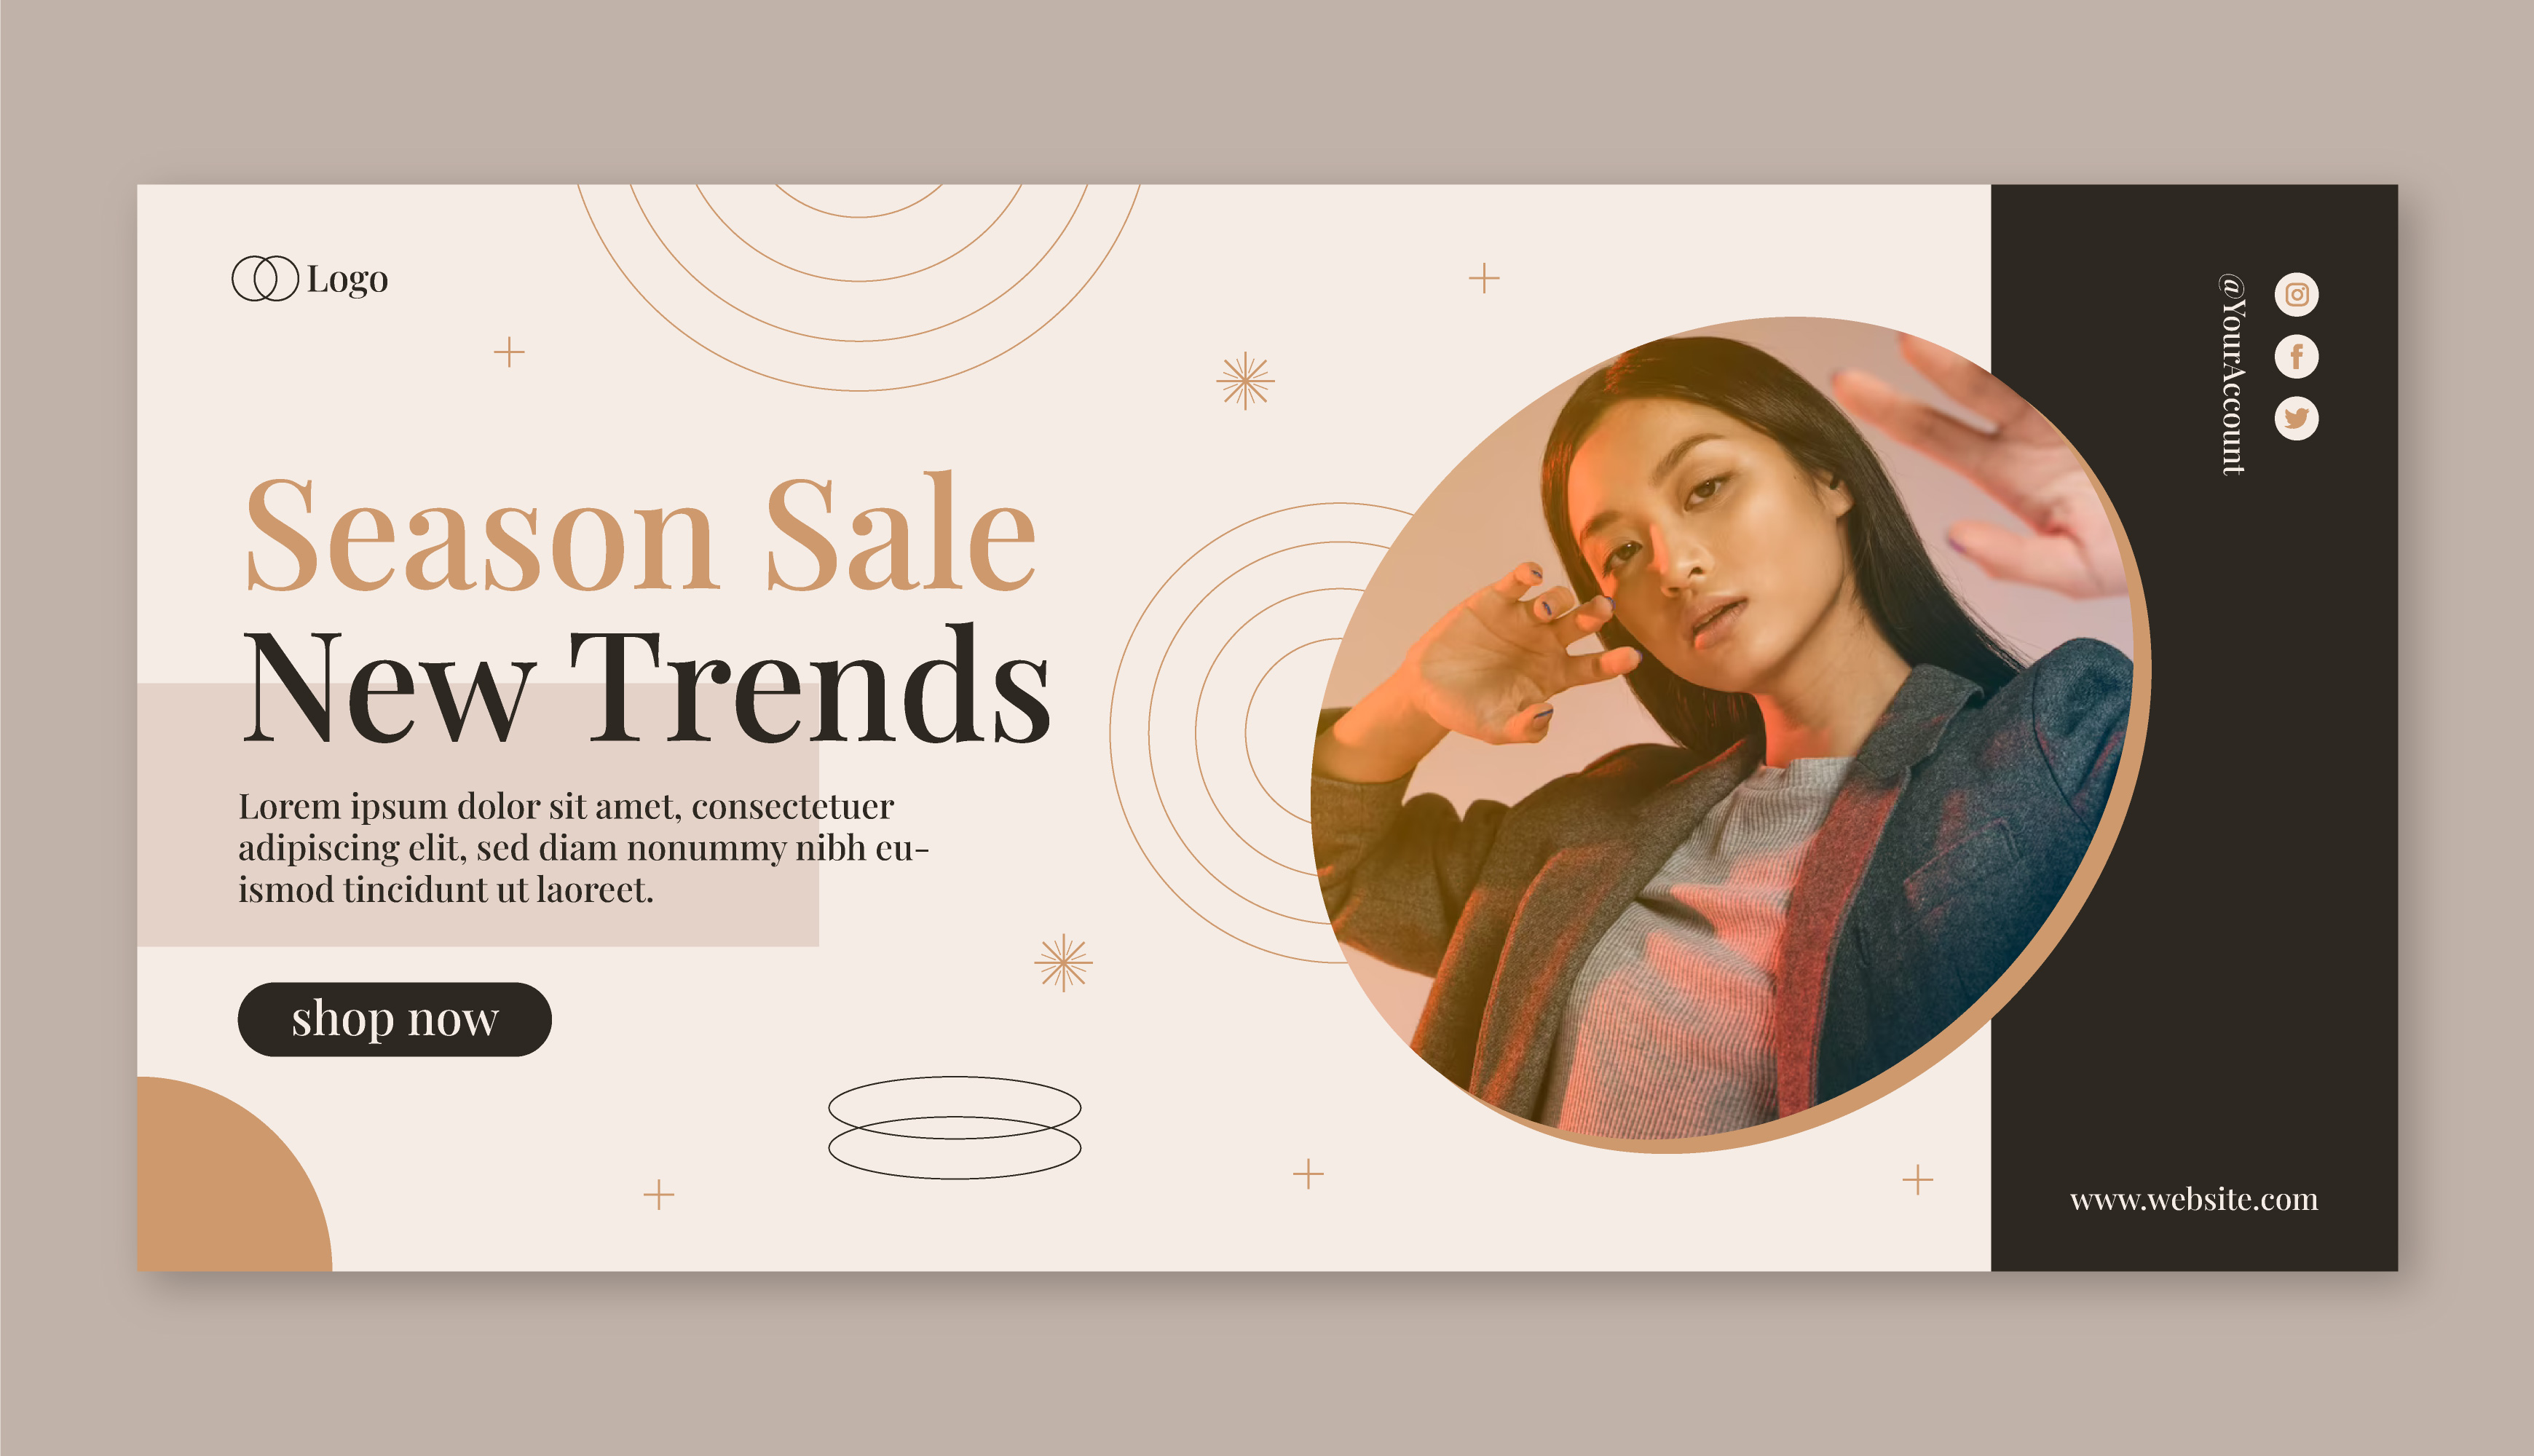 Logo
Season Sale
New Trends
Lorem ipsum dolor sit amet, consectetuer
adipiscing elit, sed diam nonummy nibh eu-
ismod tincidunt ut laoreet.
shop now
@YourAccount
www.website.com